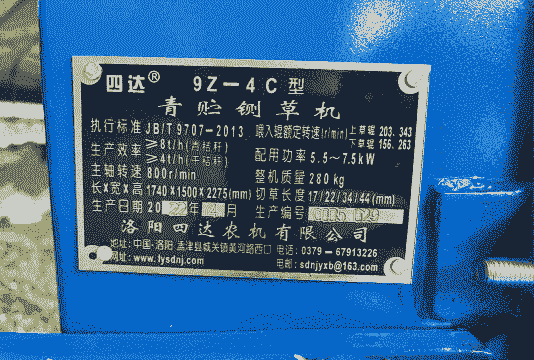 四达® 9Z-4C型
青贮铡草机
执行标准 JB/T 9707-2013 喂入辊额定转速(r/min) 上草辊 203. 343 下草辊 156. 263
生产效率 ≥8t/h(青秸秆) ≥4t/h(干秸秆) 配用功率 5.5~7.5kW
主轴转速 800r/min 整机质量 280 kg
长×宽×高 1740×1500×2275(mm) 切草长度 17/22/34/44(mm)
生产日期 20 年 月 生产编号
洛阳四达农机有限公司
地址: 中国·洛阳 孟津县城关镇黄河路西口 电话: 0379-67913226
网址: www.lysdnj.com 电邮: sdnjyxb@163.com